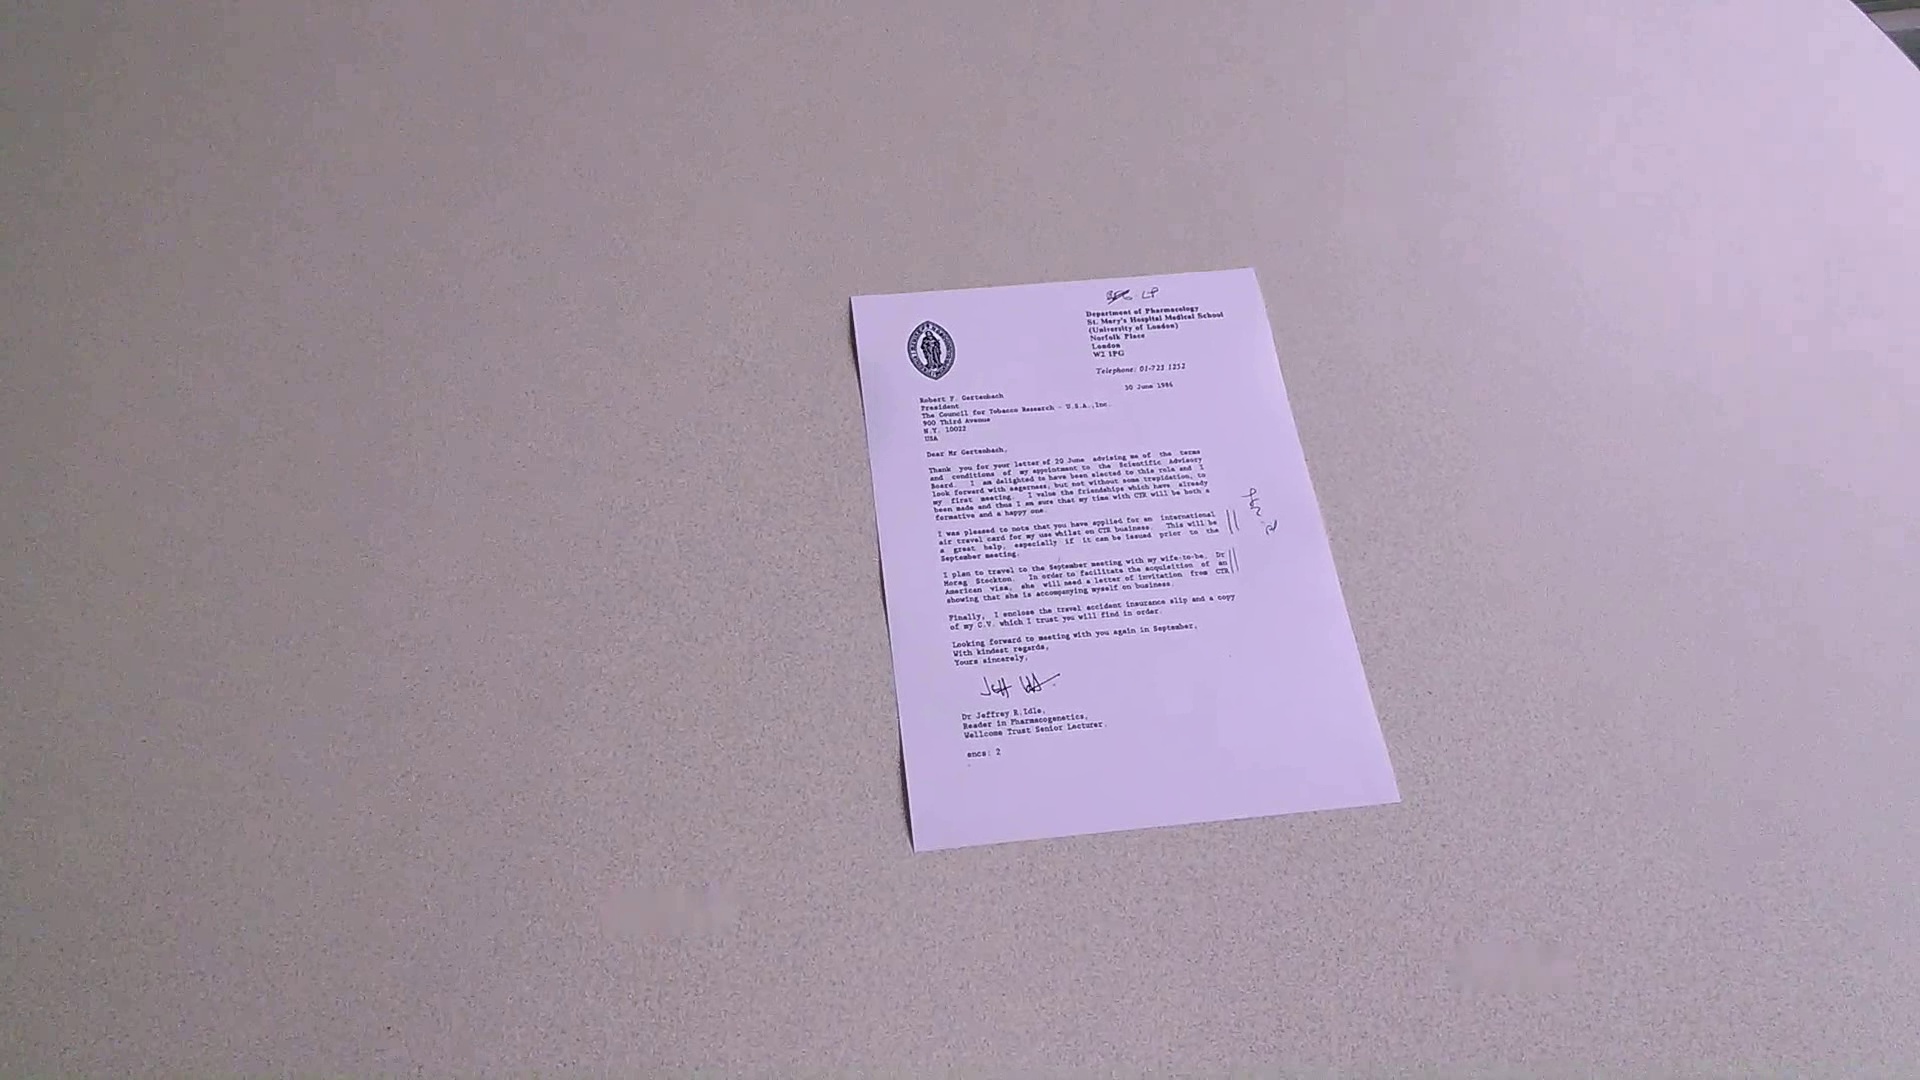 LP
Department of Pharmacology
St. Mary's Hospital Medical School
(University of London)
Norfolk Place
London
W2 1PG
Telephone: 01-723 1252
30 June 1986
Robert F. Gertenbach
President
The Council for Tobacco Research - U.S.A.,Inc.
900 Third Avenue
N.Y. 10022
USA
Dear Mr Gertenbach,
Thank you for your letter of 20 June advising me of the terms
and conditions of my appointment to the Scientific Advisory
Board. I am delighted to have been elected to this role and I
look forward with eagerness, but not without some trepidation, to
my first meeting. I value the friendships which have already
been made and thus I am sure that my time with CTR will be both a
formative and a happy one.
I was pleased to note that you have applied for an international
air travel card for my use whilst on CTR business. This will be
a great help, especially if it can be issued prior to the
September meeting.
I plan to travel to the September meeting with my wife-to-be, Dr
Morag Stockton. In order to facilitate the acquisition of an
American visa, she will need a letter of invitation from CTR
showing that she is accompanying myself on business.
Finally, I enclose the travel accident insurance slip and a copy
of my C.V. which I trust you will find in order.
Looking forward to meeting with you again in September,
With kindest regards,
Yours sincerely,
Dr Jeffrey R.Idle,
Reader in Pharmacogenetics,
Wellcome Trust Senior Lecturer.
encs: 2